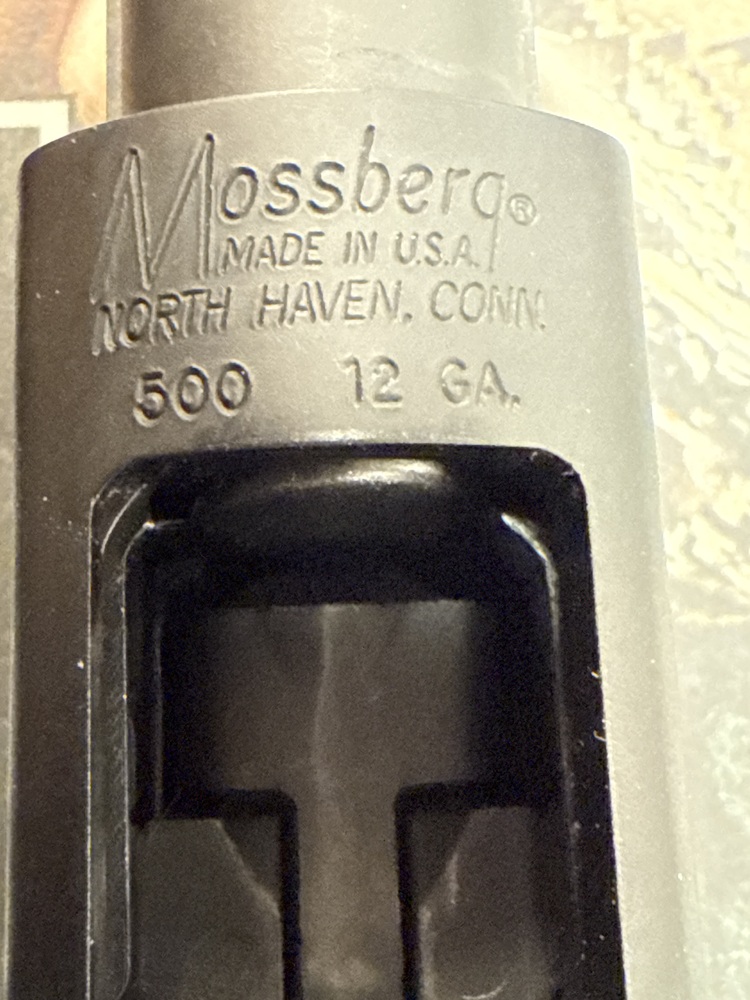 Mossberg®
MADE IN U.S.A.
NORTH HAVEN, CONN.
500 12 GA.